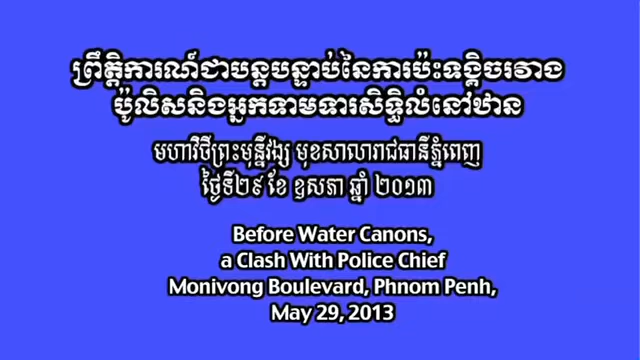 ព្រឹត្តិការណ៍ជាបន្តបន្ទាប់នៃការប៉ះទង្គិចរវាង
ប៉ូលិសនិងអ្នកទាមទារសិទ្ធិលំនៅឋាន
មហាវិថីព្រះមុន្នីវង្ស មុខសាលារាជធានីភ្នំពេញ
ថ្ងៃទី២៩ ខែ ឧសភា ឆ្នាំ ២០១៣
Before Water Canons,
a Clash With Police Chief
Monivong Boulevard, Phnom Penh,
May 29, 2013